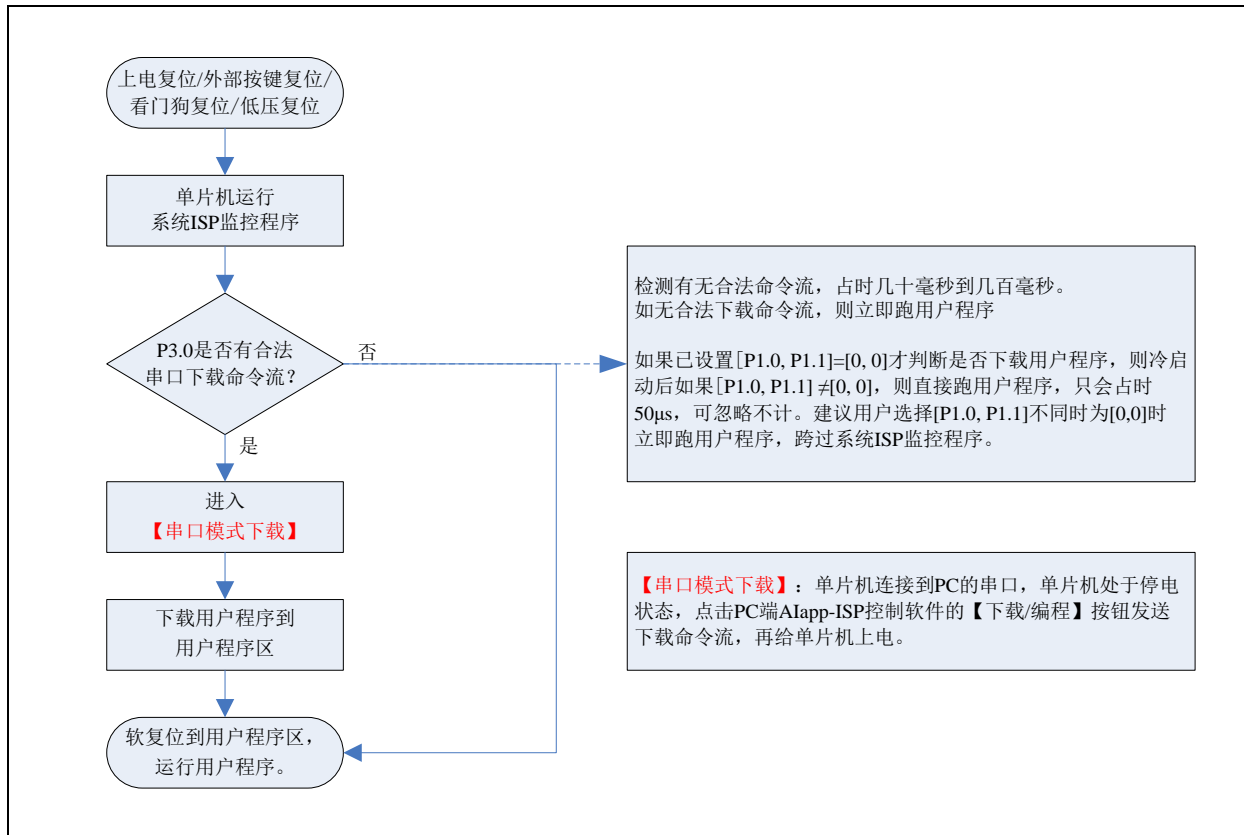 上电复位/外部按键复位/
看门狗复位/低压复位
单片机运行
系统ISP监控程序
P3.0是否有合法
串口下载命令流？
否
是
进入
【串口模式下载】
下载用户程序到
用户程序区
软复位到用户程序区，
运行用户程序。
检测有无合法命令流，占时几十毫秒到几百毫秒。
如无合法下载命令流，则立即跑用户程序
如果已设置[P1.0, P1.1]=[0, 0]才判断是否下载用户程序，则冷启
动后如果[P1.0, P1.1] ≠[0, 0]，则直接跑用户程序，只会占时
50μs，可忽略不计。建议用户选择[P1.0, P1.1]不同时为[0,0]时
立即跑用户程序，跨过系统ISP监控程序。
【串口模式下载】：单片机连接到PC的串口，单片机处于停电
状态，点击PC端AIapp-ISP控制软件的【下载/编程】按钮发送
下载命令流，再给单片机上电。